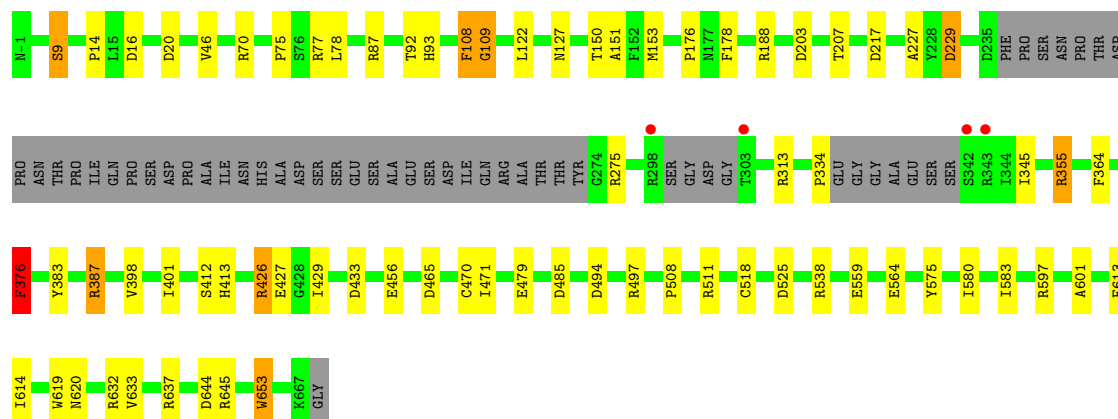 N-1 S9 P14 L15 D16 D20 V46 R70 P75 S76 R77 L78 R87 T92 H93 F108 G109 L122 N127 T150 A151 F152 M153 P176 N177 F178 R188 D203 T207 D217 A227 Y228 D229 D235 PHE PRO SER ASN PRO THR ASP
PRO ASN THR PRO ILE GLN PRO SER ASP PRO ALA ILE ASN HIS ALA ASP SER SER GLU SER ALA GLU SER ASP ILE GLN ARG ALA THR THR TYR G274 R275 R298 SER GLY ASP GLY T303 R313 P334 GLU GLY GLY ALA GLU SER SER S342 R343 I344 I345 R355 F364
F376 Y383 R387 V398 I401 S412 H413 R426 E427 G428 I429 D433 E456 D465 C470 I471 E479 D485 D494 R497 P508 R511 C518 D525 R538 E559 E564 Y575 I580 I583 R597 A601
I614 W619 N620 R632 V633 R637 D644 R645 W653 K667 GLY